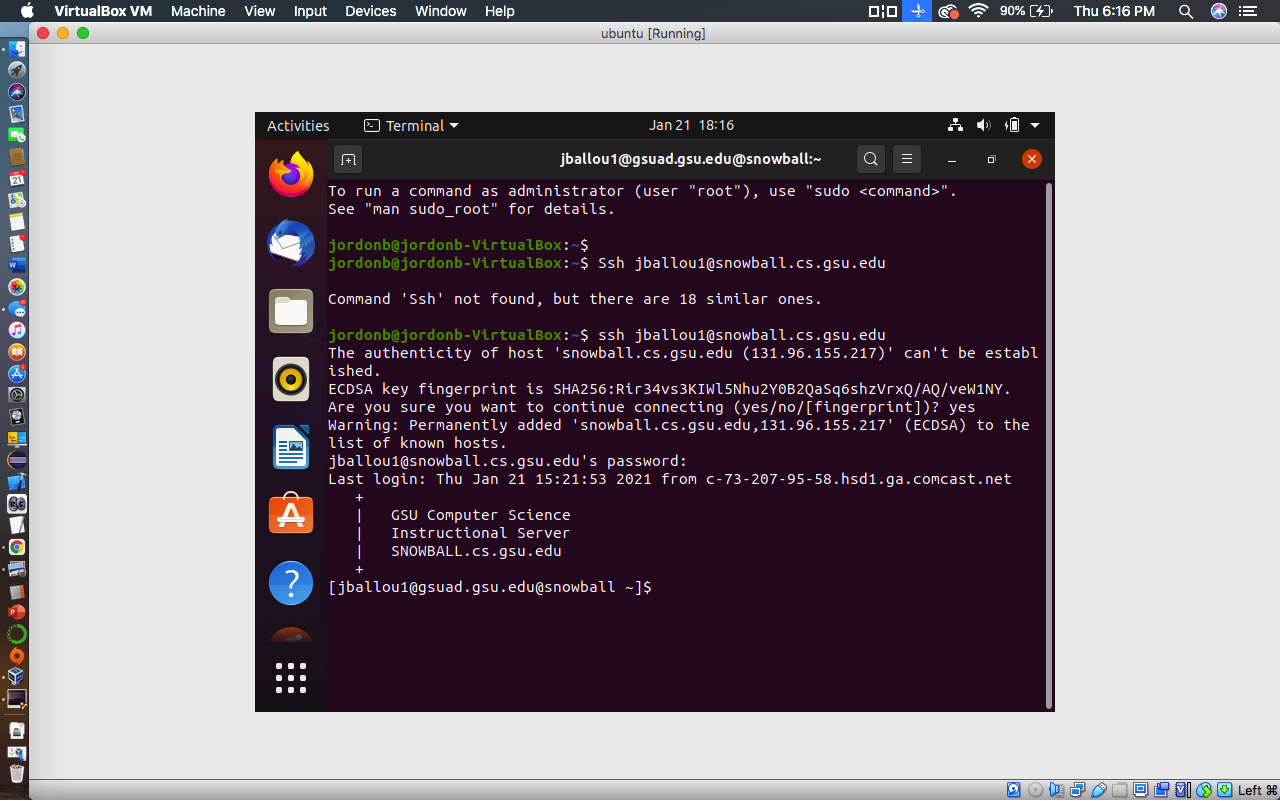 VirtualBox VM Machine View Input Devices Window Help 90% Thu 6:16 PM
ubuntu [Running]
Activities Terminal Jan 21 18:16
jballou1@gsuad.gsu.edu@snowball:~
To run a command as administrator (user "root"), use "sudo <command>".
See "man sudo_root" for details.
jordonb@jordonb-VirtualBox:~$
jordonb@jordonb-VirtualBox:~$ Ssh jballou1@snowball.cs.gsu.edu
Command 'Ssh' not found, but there are 18 similar ones.
jordonb@jordonb-VirtualBox:~$ ssh jballou1@snowball.cs.gsu.edu
The authenticity of host 'snowball.cs.gsu.edu (131.96.155.217)' can't be establ
ished.
ECDSA key fingerprint is SHA256:Rir34vs3KIWl5Nhu2Y0B2QaSq6shzVrxQ/AQ/veW1NY.
Are you sure you want to continue connecting (yes/no/[fingerprint])? yes
Warning: Permanently added 'snowball.cs.gsu.edu,131.96.155.217' (ECDSA) to the
list of known hosts.
jballou1@snowball.cs.gsu.edu's password:
Last login: Thu Jan 21 15:21:53 2021 from c-73-207-95-58.hsd1.ga.comcast.net
+
| GSU Computer Science
| Instructional Server
| SNOWBALL.cs.gsu.edu
+
[jballou1@gsuad.gsu.edu@snowball ~]$
Left ⌘